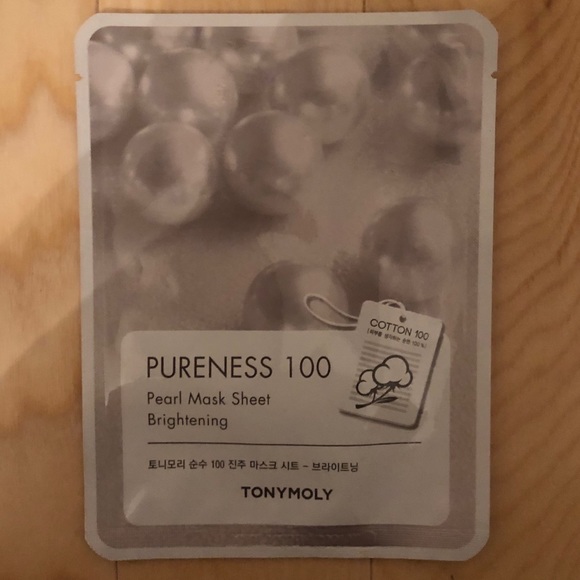 COTTON 100
PURENESS 100
Pearl Mask Sheet
Brightening
토니모리 순수 100 진주 마스크 시트 - 브라이트닝
TONYMOLY